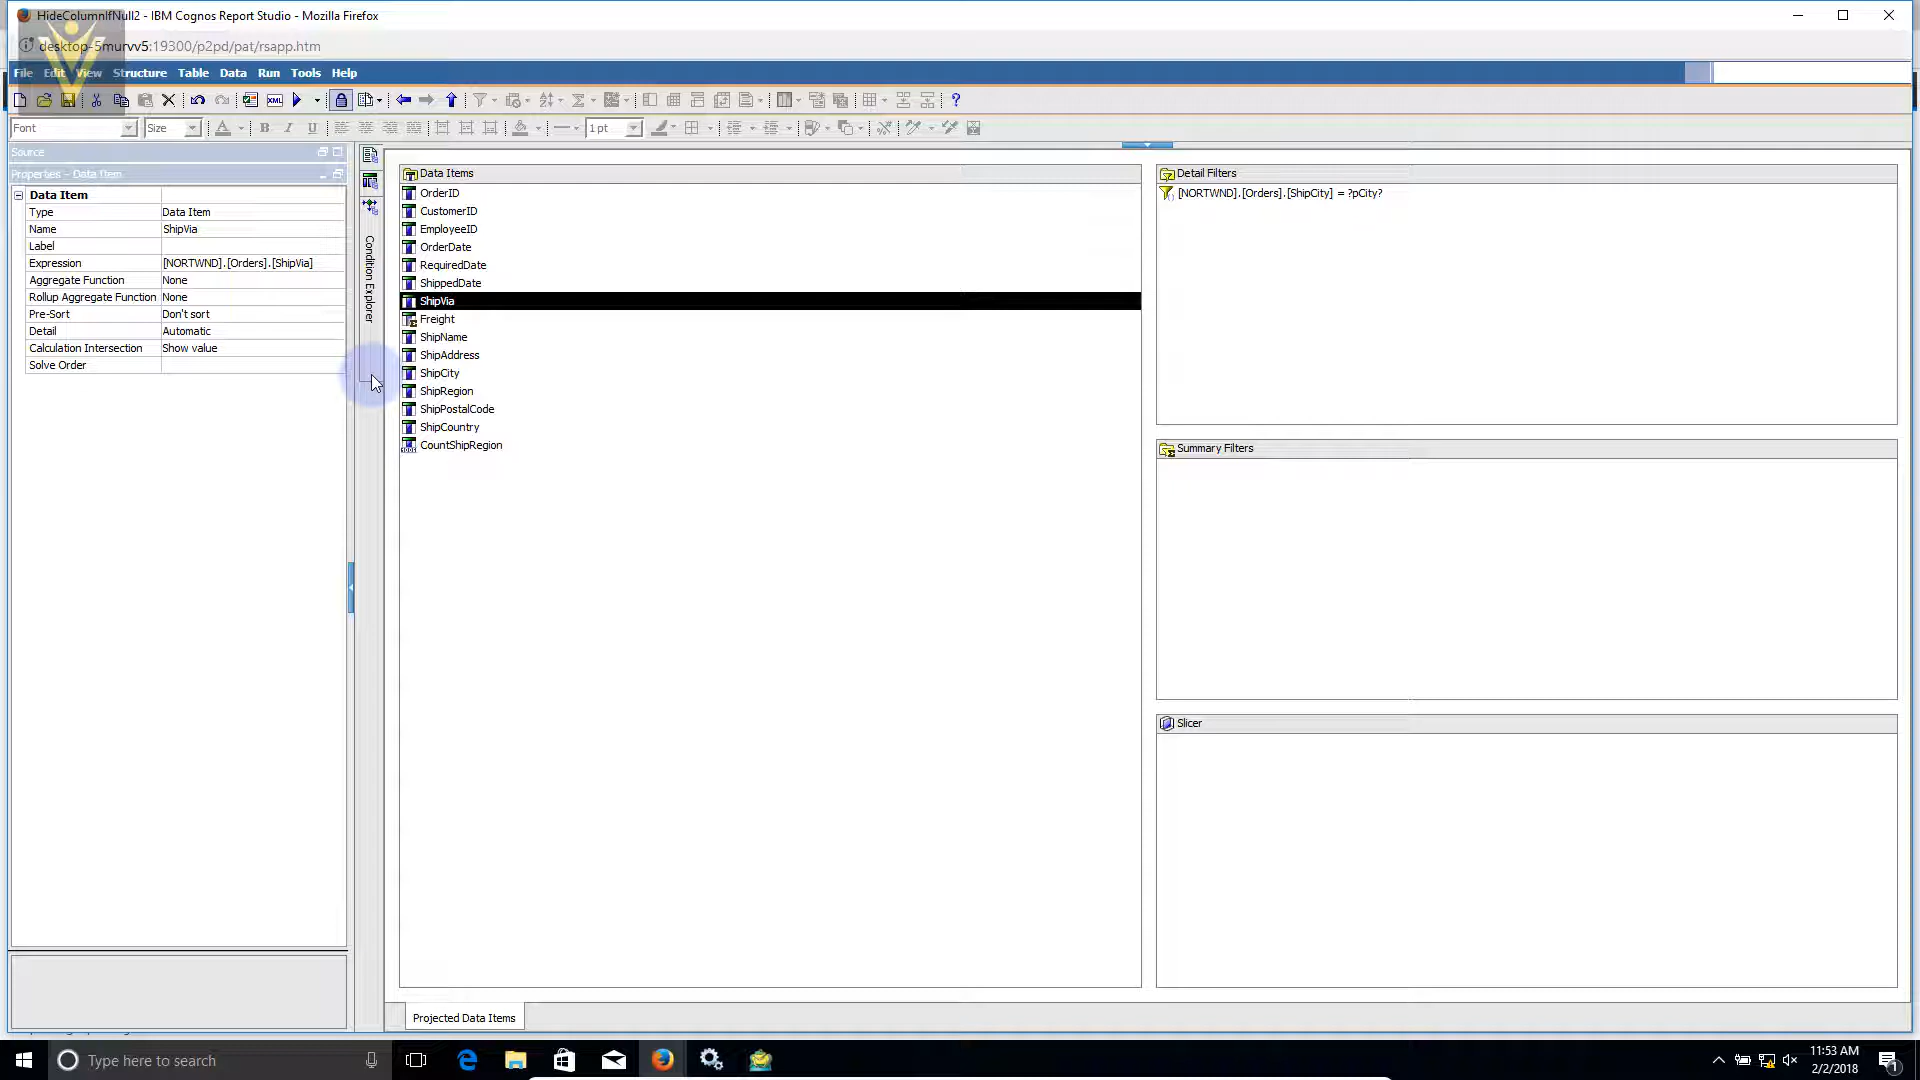 HideColumnIfNull2 - IBM Cognos Report Studio - Mozilla Firefox
desktop-5murvv5:19300/p2pd/pat/rsapp.htm
File Edit View Structure Table Data Run Tools Help
Font Size 1 pt
Source
Properties - Data Item
Data Item
Type Data Item
Name ShipVia
Label
Expression [NORTWND].[Orders].[ShipVia]
Aggregate Function None
Rollup Aggregate Function None
Pre-Sort Don't sort
Detail Automatic
Calculation Intersection Show value
Solve Order
Condition Explorer
Data Items
OrderID
CustomerID
EmployeeID
OrderDate
RequiredDate
ShippedDate
ShipVia
Freight
ShipName
ShipAddress
ShipCity
ShipRegion
ShipPostalCode
ShipCountry
CountShipRegion
Detail Filters
[NORTWND].[Orders].[ShipCity] = ?pCity?
Summary Filters
Slicer
Projected Data Items
Type here to search
11:53 AM
2/2/2018